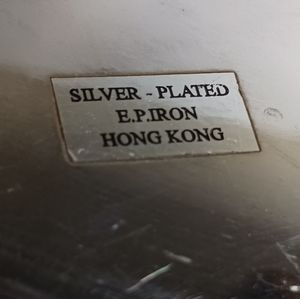 SILVER - PLATED
E.P.IRON
HONG KONG